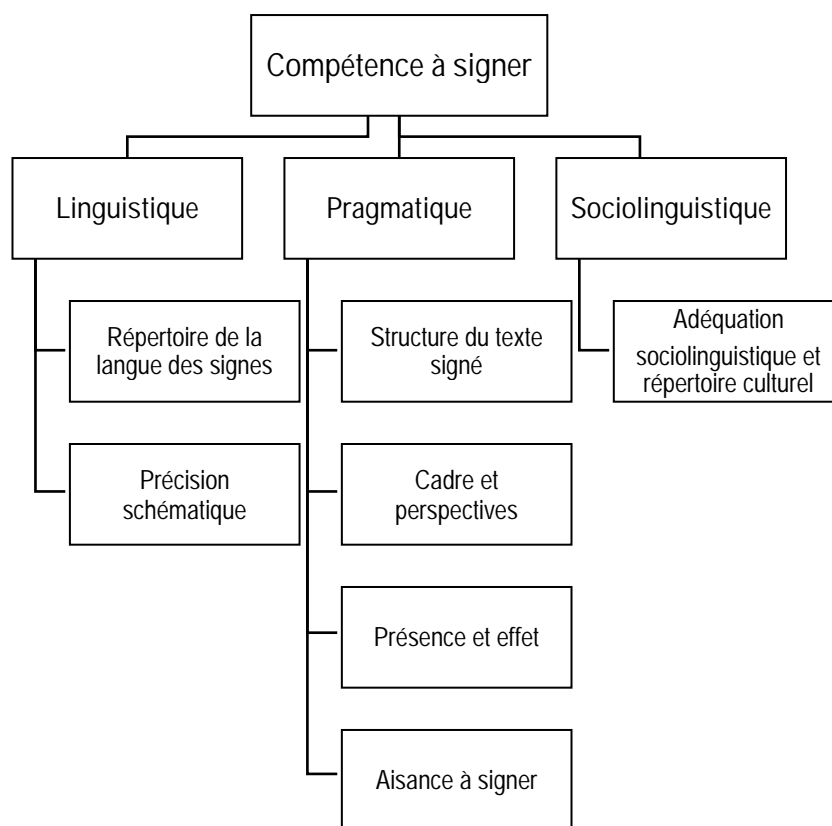 Compétence à signer
Linguistique
Pragmatique
Sociolinguistique
Répertoire de la
langue des signes
Structure du texte
signé
Adéquation
sociolinguistique et
répertoire culturel
Précision
schématique
Cadre et
perspectives
Présence et effet
Aisance à signer